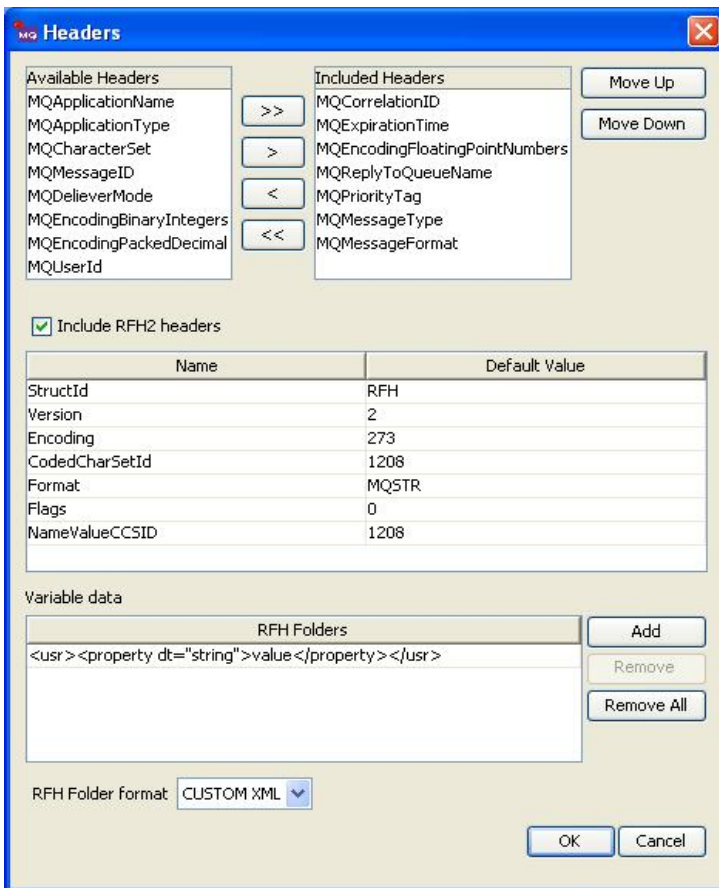 MQ Headers
Available Headers
MQApplicationName
MQApplicationType
MQCharacterSet
MQMessageID
MQDelieverMode
MQEncodingBinaryIntegers
MQEncodingPackedDecimal
MQUserId
>>
>
<
<<
Included Headers
MQCorrelationID
MQExpirationTime
MQEncodingFloatingPointNumbers
MQReplyToQueueName
MQPriorityTag
MQMessageType
MQMessageFormat
Move Up
Move Down
Include RFH2 headers
Name Default Value
StructId RFH
Version 2
Encoding 273
CodedCharSetId 1208
Format MQSTR
Flags 0
NameValueCCSID 1208
Variable data
RFH Folders
<usr><property dt="string">value</property></usr>
Add
Remove
Remove All
RFH Folder format CUSTOM XML
OK Cancel